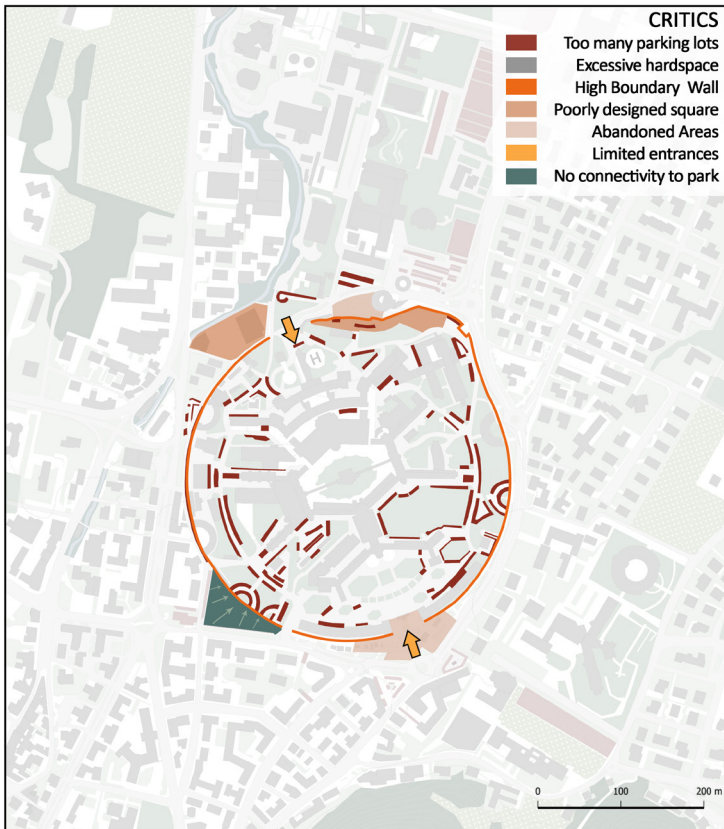 CRITICS
Too many parking lots
Excessive hardspace
High Boundary Wall
Poorly designed square
Abandoned Areas
Limited entrances
No connectivity to park
H
0 100 200 m